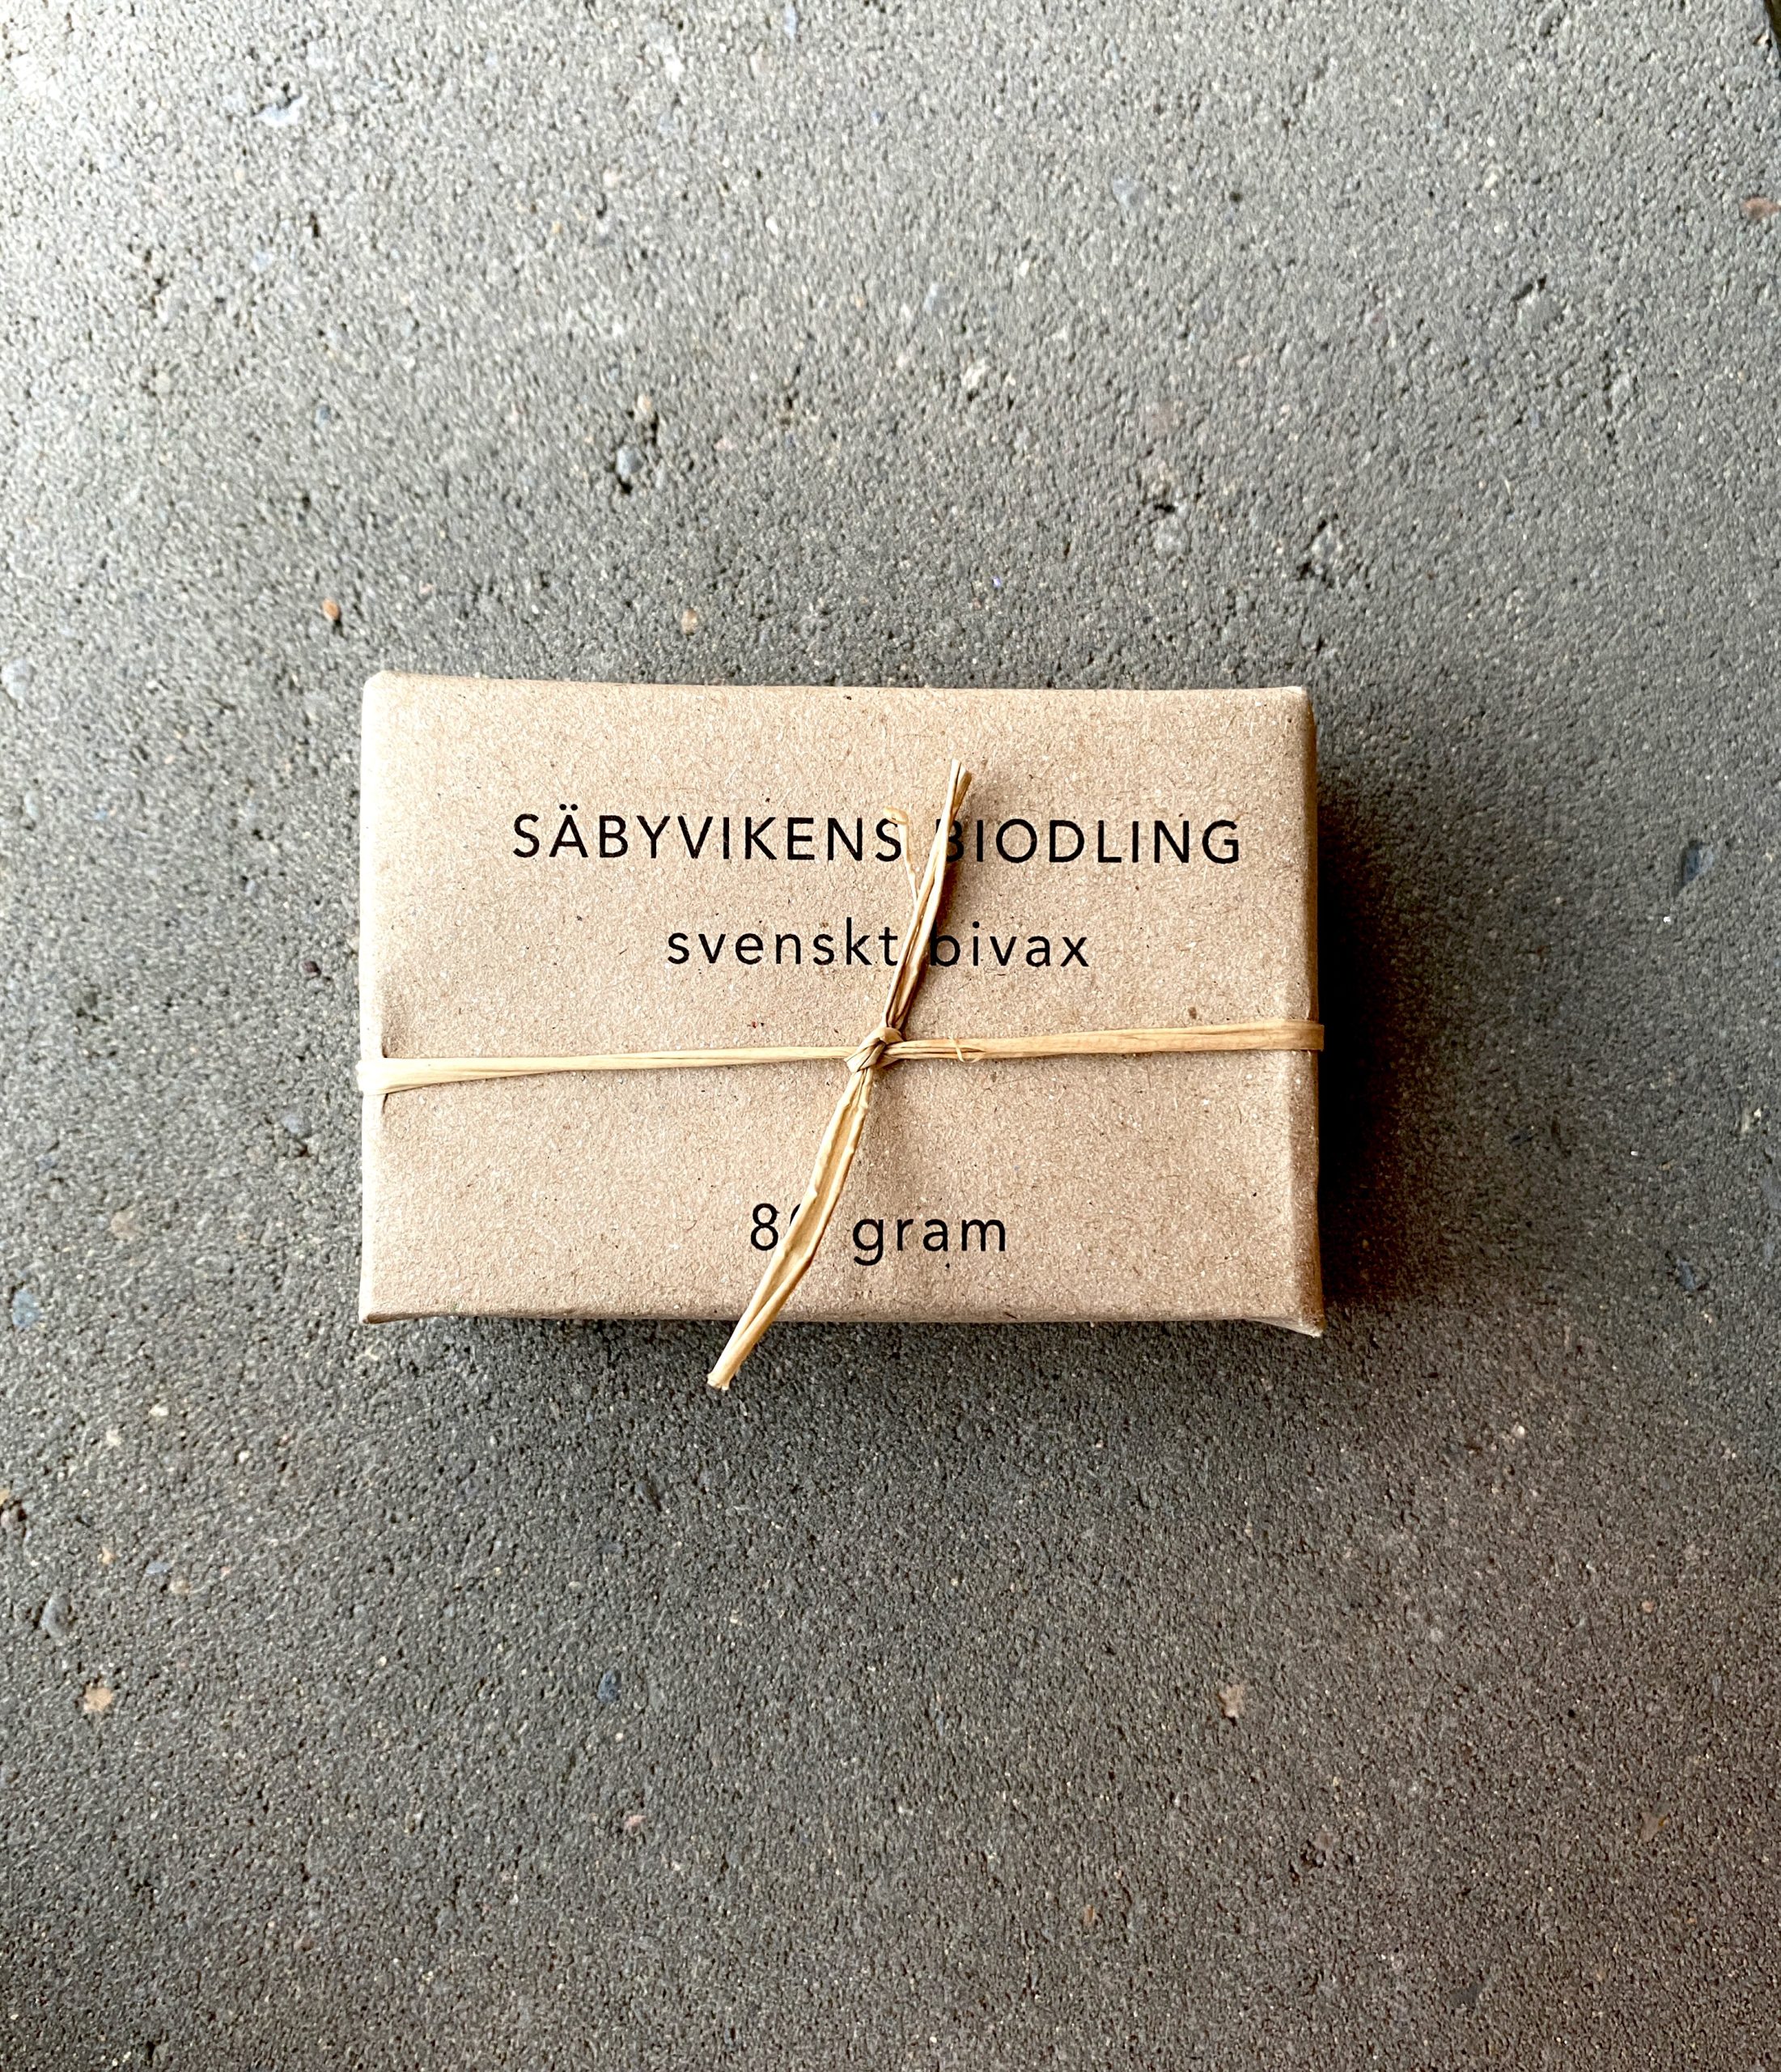 SÄBYVIKENS BIODLING
svenskt bivax
gram